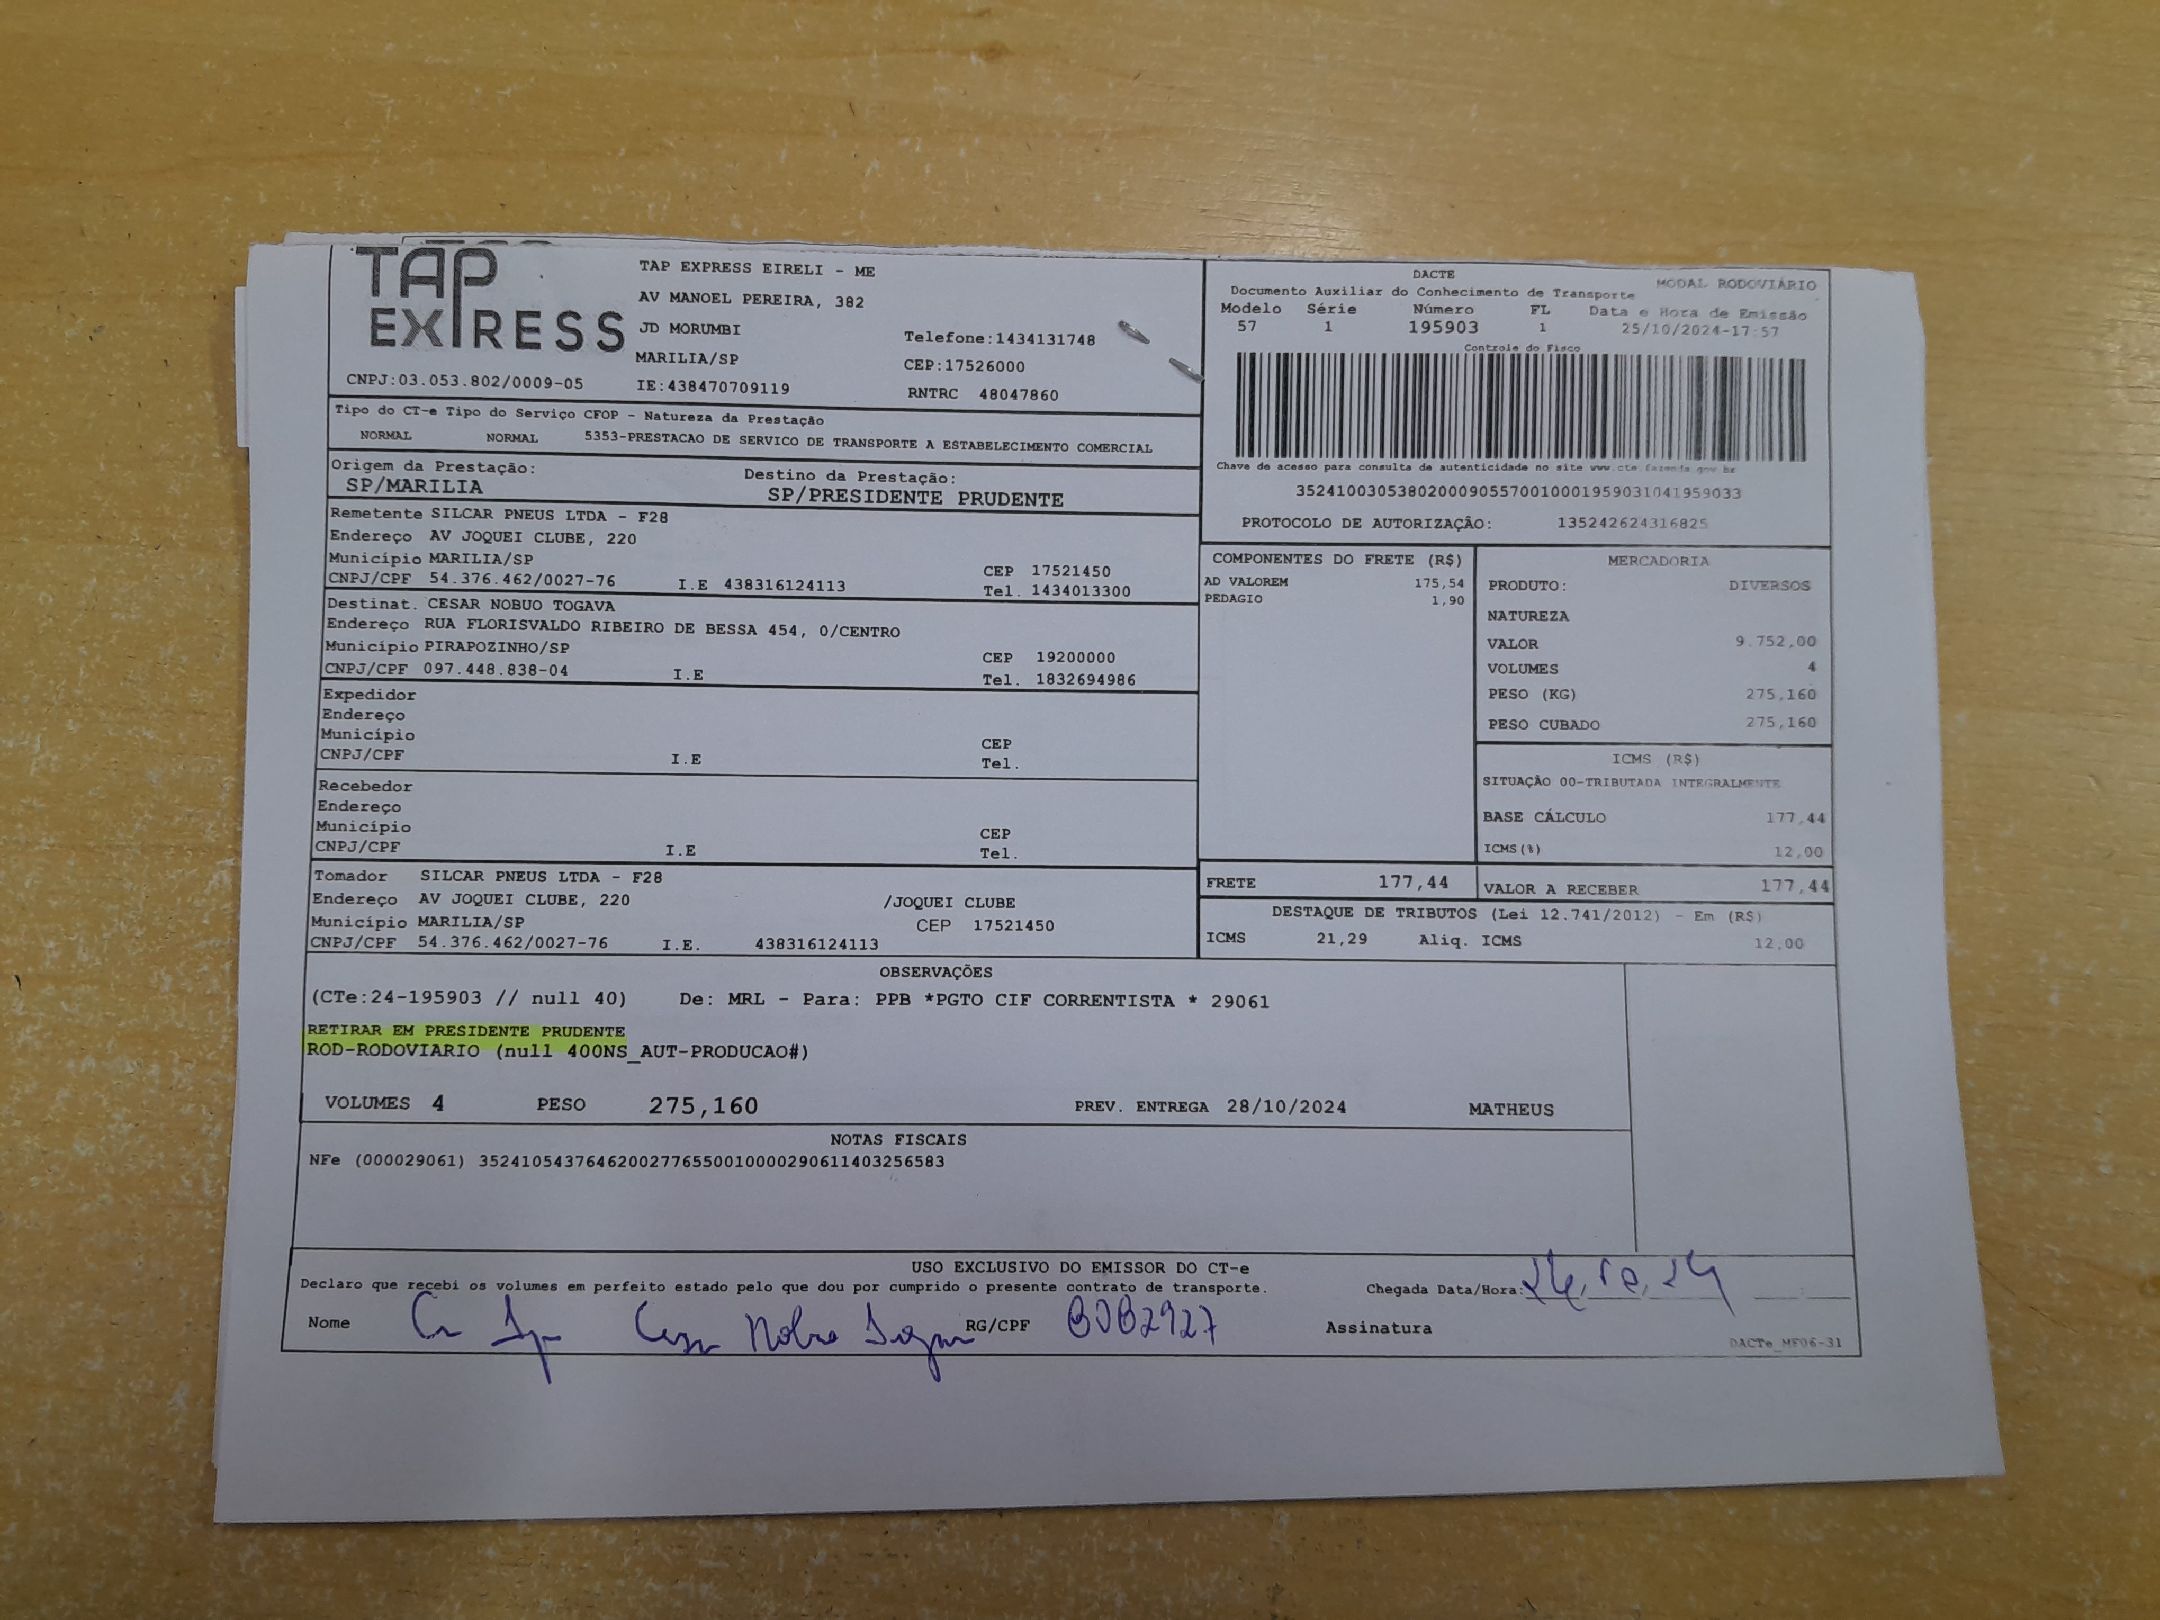 TAP
EXPRESS
TAP EXPRESS EIRELI - ME
AV MANOEL PEREIRA, 382
JD MORUMBI
Telefone:1434131748
MARILIA/SP
CEP:17526000
CNPJ:03.053.802/0009-05
IE:438470709119
RNTRC 48047860
DACTE
MODAL RODOVIÁRIO
Documento Auxiliar do Conhecimento de Transporte
Modelo Série Número FL Data e Hora de Emissão
57 1 195903 1 25/10/2024-17:57
Controle do Fisco
Chave de acesso para consulta de autenticidade no site www.cte.fazenda.gov.br
35241003053802000905570010001959031041959033
PROTOCOLO DE AUTORIZAÇÃO: 135242624316825
Tipo do CT-e Tipo do Serviço CFOP - Natureza da Prestação
NORMAL NORMAL 5353-PRESTACAO DE SERVICO DE TRANSPORTE A ESTABELECIMENTO COMERCIAL
Origem da Prestação: Destino da Prestação:
SP/MARILIA SP/PRESIDENTE PRUDENTE
Remetente SILCAR PNEUS LTDA - F28
Endereço AV JOQUEI CLUBE, 220
Município MARILIA/SP CEP 17521450
CNPJ/CPF 54.376.462/0027-76 I.E 438316124113 Tel. 1434013300
Destinat. CESAR NOBUO TOGAVA
Endereço RUA FLORISVALDO RIBEIRO DE BESSA 454, 0/CENTRO
Município PIRAPOZINHO/SP CEP 19200000
CNPJ/CPF 097.448.838-04 I.E Tel. 1832694986
Expedidor
Endereço
Município CEP
CNPJ/CPF I.E Tel.
Recebedor
Endereço
Município CEP
CNPJ/CPF I.E Tel.
Tomador SILCAR PNEUS LTDA - F28
Endereço AV JOQUEI CLUBE, 220 /JOQUEI CLUBE
Município MARILIA/SP CEP 17521450
CNPJ/CPF 54.376.462/0027-76 I.E. 438316124113
COMPONENTES DO FRETE (R$)
AD VALOREM 175,54
PEDAGIO 1,90
MERCADORIA
PRODUTO: DIVERSOS
NATUREZA
VALOR 9.752,00
VOLUMES 4
PESO (KG) 275,160
PESO CUBADO 275,160
ICMS (R$)
SITUAÇÃO 00-TRIBUTADA INTEGRALMENTE
BASE CÁLCULO 177,44
ICMS(%) 12,00
FRETE 177,44 VALOR A RECEBER 177,44
DESTAQUE DE TRIBUTOS (Lei 12.741/2012) - Em (R$)
ICMS 21,29 Aliq. ICMS 12,00
OBSERVAÇÕES
(CTe:24-195903 // null 40) De: MRL - Para: PPB *PGTO CIF CORRENTISTA * 29061
RETIRAR EM PRESIDENTE PRUDENTE
ROD-RODOVIARIO (null 400NS_AUT-PRODUCAO#)
VOLUMES 4 PESO 275,160 PREV. ENTREGA 28/10/2024 MATHEUS
NOTAS FISCAIS
NFe (000029061) 35241054376462002776550010000290611403256583
USO EXCLUSIVO DO EMISSOR DO CT-e
Declaro que recebi os volumes em perfeito estado pelo que dou por cumprido o presente contrato de transporte. Chegada Data/Hora:
Nome RG/CPF Assinatura
DACTe_MF06-31